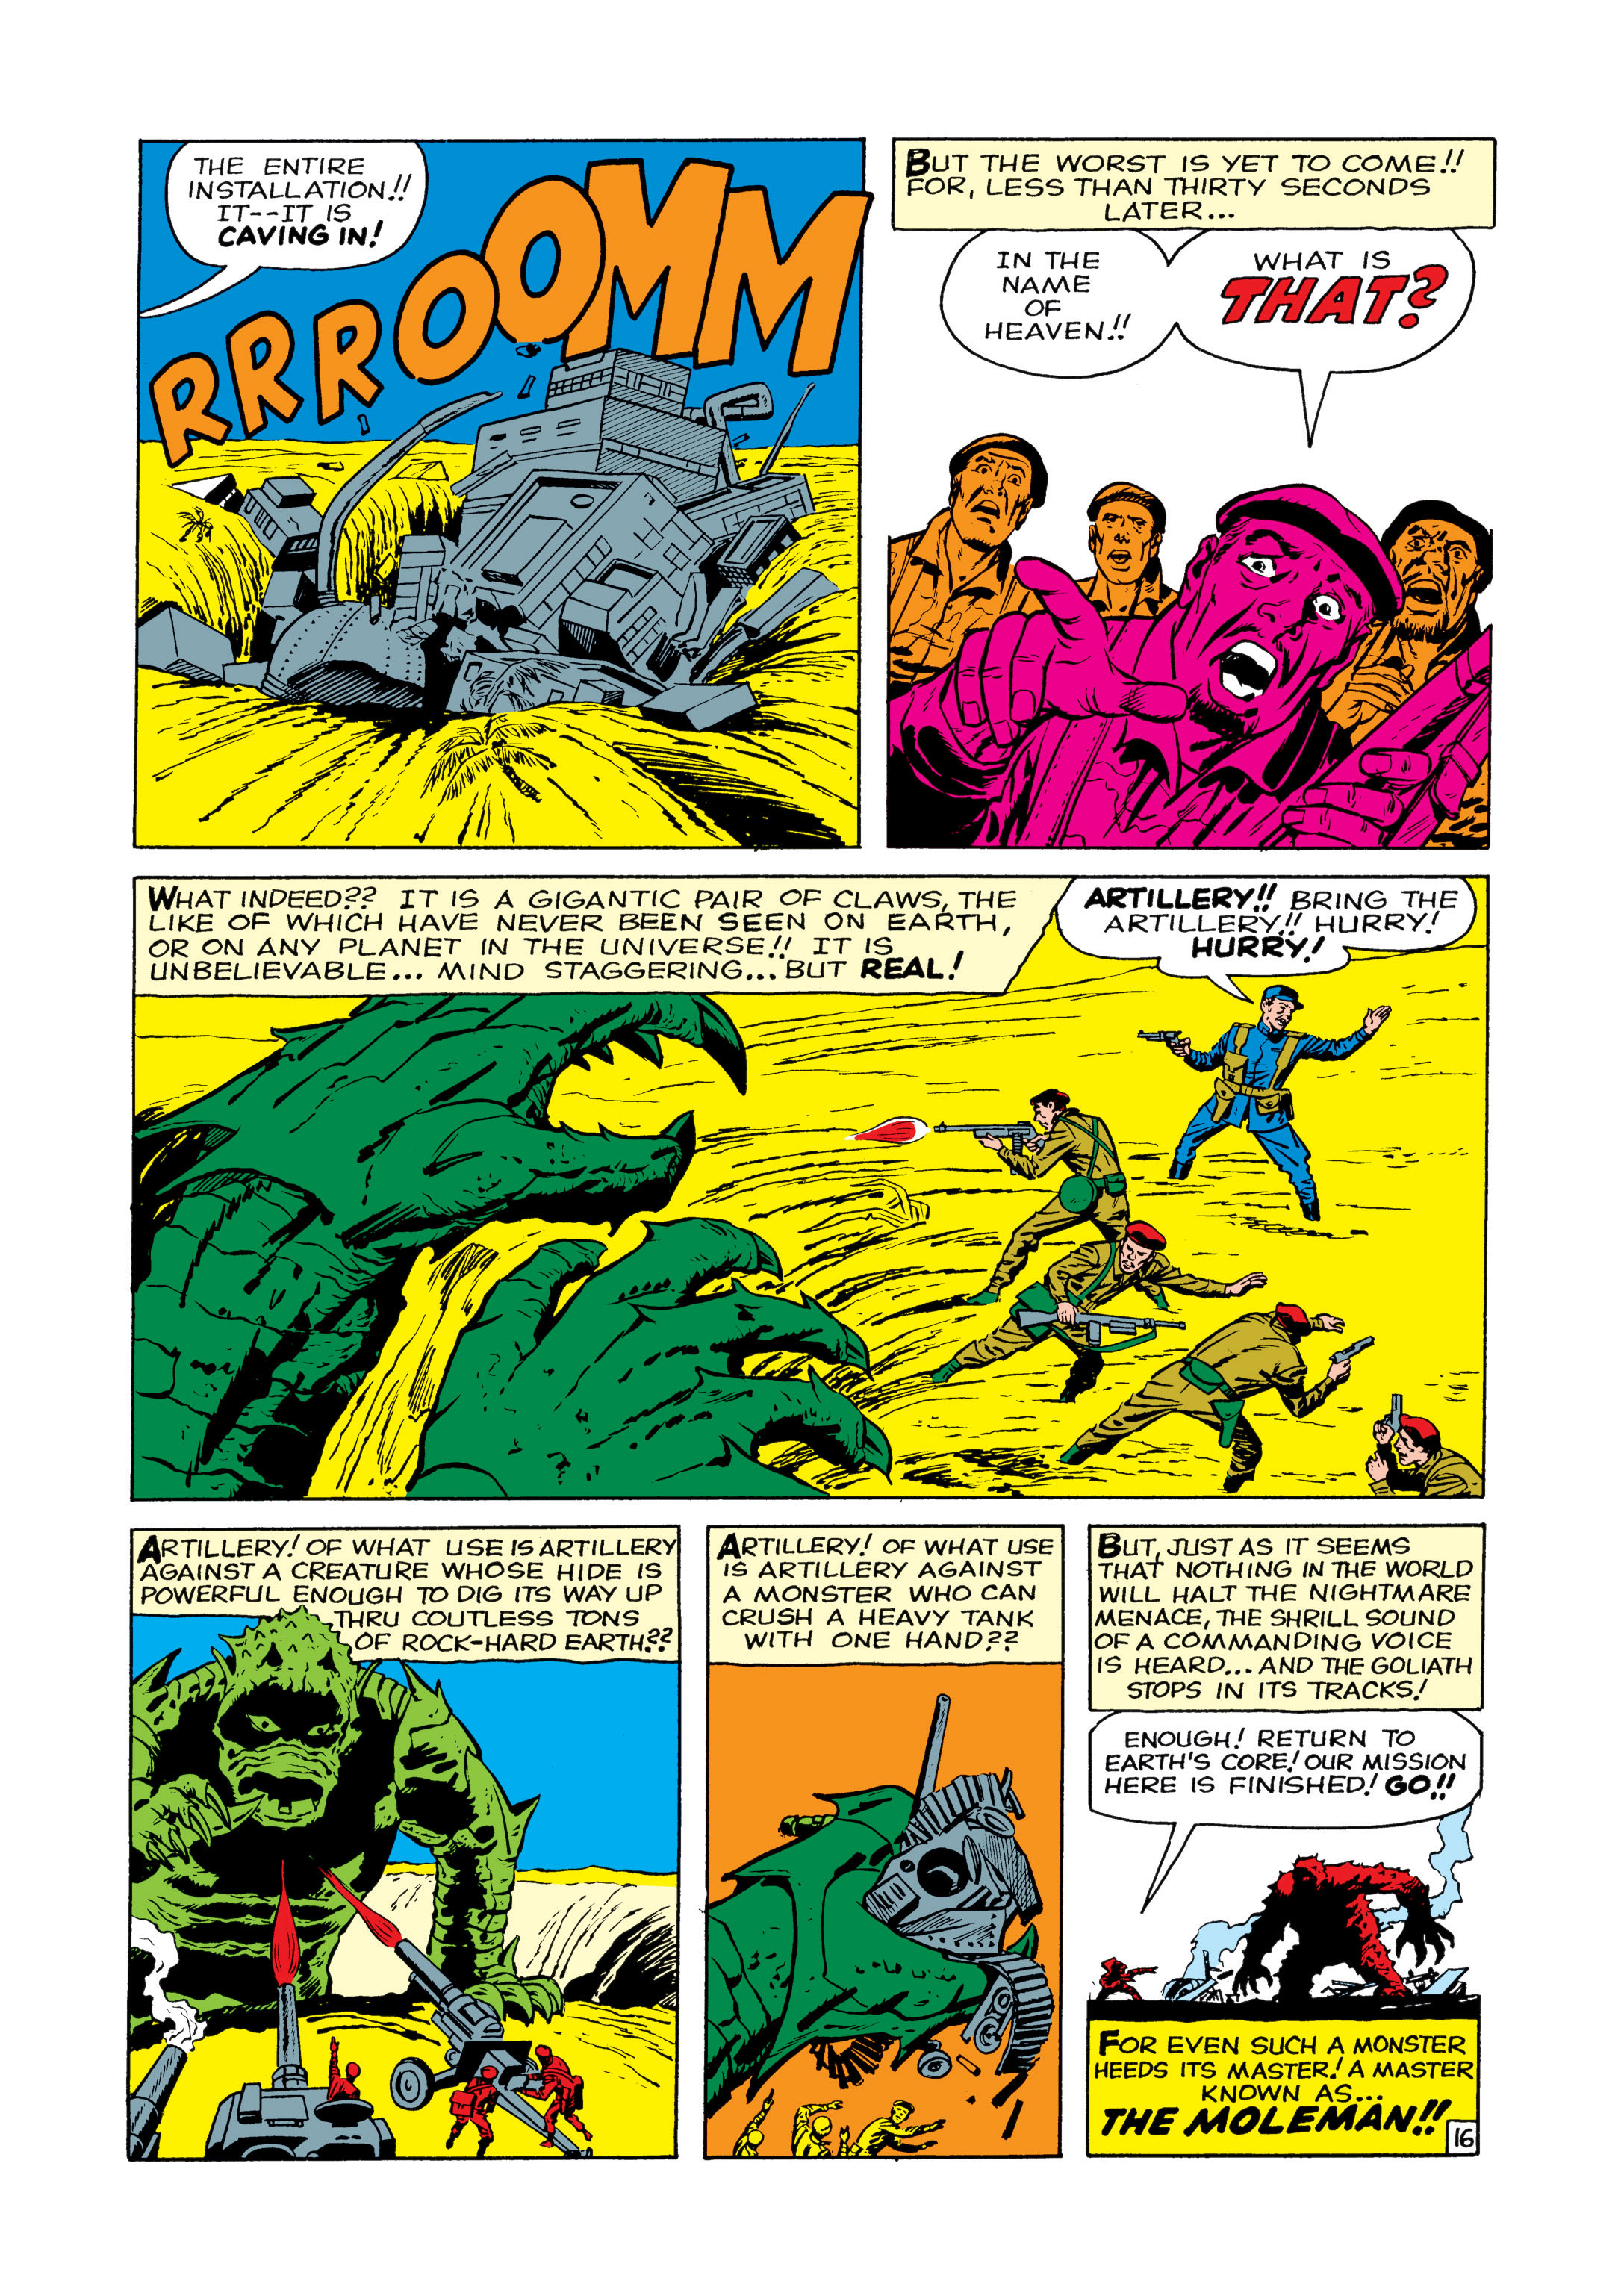 THE ENTIRE
INSTALLATION!!
IT--IT IS
CAVING IN!
RRROOOMM
BUT THE WORST IS YET TO COME!!
FOR, LESS THAN THIRTY SECONDS
LATER...
IN THE
NAME
OF
HEAVEN!!
WHAT IS
THAT?
WHAT INDEED?? IT IS A GIGANTIC PAIR OF CLAWS, THE
LIKE OF WHICH HAVE NEVER BEEN SEEN ON EARTH,
OR ON ANY PLANET IN THE UNIVERSE!! IT IS
UNBELIEVABLE... MIND STAGGERING... BUT REAL!
ARTILLERY!! BRING THE
ARTILLERY!! HURRY!
HURRY!
ARTILLERY! OF WHAT USE IS ARTILLERY
AGAINST A CREATURE WHOSE HIDE IS
POWERFUL ENOUGH TO DIG ITS WAY UP
THRU COUTLESS TONS
OF ROCK-HARD EARTH??
ARTILLERY! OF WHAT USE
IS ARTILLERY AGAINST
A MONSTER WHO CAN
CRUSH A HEAVY TANK
WITH ONE HAND??
BUT, JUST AS IT SEEMS
THAT NOTHING IN THE WORLD
WILL HALT THE NIGHTMARE
MENACE, THE SHRILL SOUND
OF A COMMANDING VOICE
IS HEARD... AND THE GOLIATH
STOPS IN ITS TRACKS!
ENOUGH! RETURN TO
EARTH'S CORE! OUR MISSION
HERE IS FINISHED! GO!!
FOR EVEN SUCH A MONSTER
HEEDS ITS MASTER! A MASTER
KNOWN AS...
THE MOLEMAN!!
16